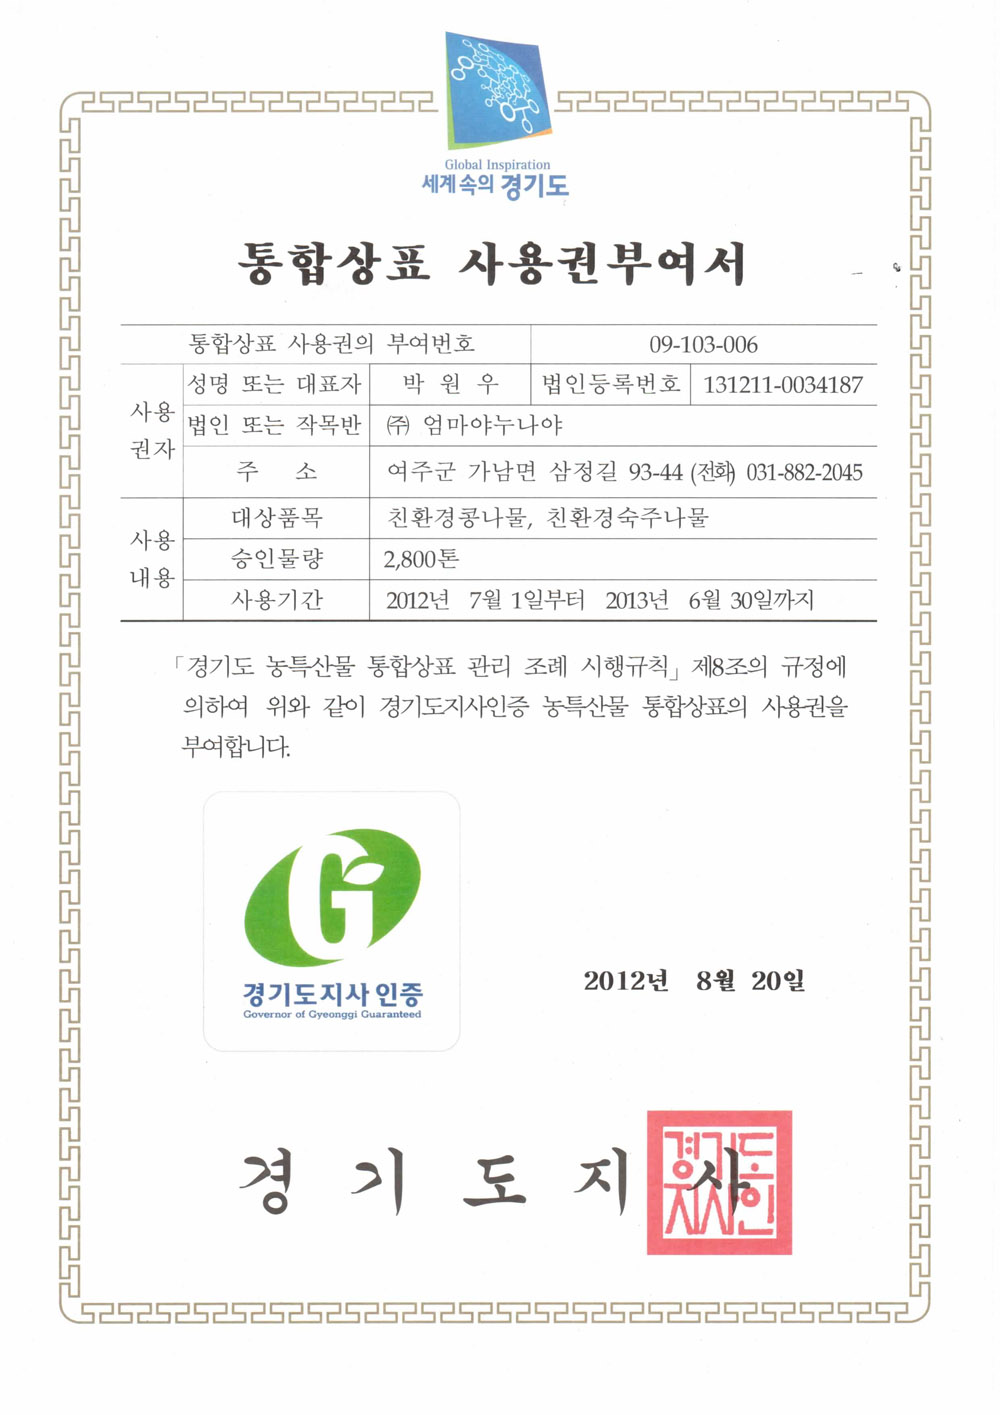 Global Inspiration
세계 속의 경기도
통합상표 사용권부여서
통합상표 사용권의 부여번호 09-103-006
사용권자
성명 또는 대표자 박 원 우 법인등록번호 131211-0034187
법인 또는 작목반 ㈜ 엄마야누나야
주 소 여주군 가남면 삼정길 93-44 (전화) 031-882-2045
사용내용
대상품목 친환경콩나물, 친환경숙주나물
승인물량 2,800톤
사용기간 2012년 7월 1일부터 2013년 6월 30일까지
「경기도 농특산물 통합상표 관리 조례 시행규칙」 제8조의 규정에
의하여 위와 같이 경기도지사인증 농특산물 통합상표의 사용권을
부여합니다.
G
경기도지사 인증
Governor of Gyeonggi Guaranteed
2012년 8월 20일
경 기 도 지 사
경기도
지사인